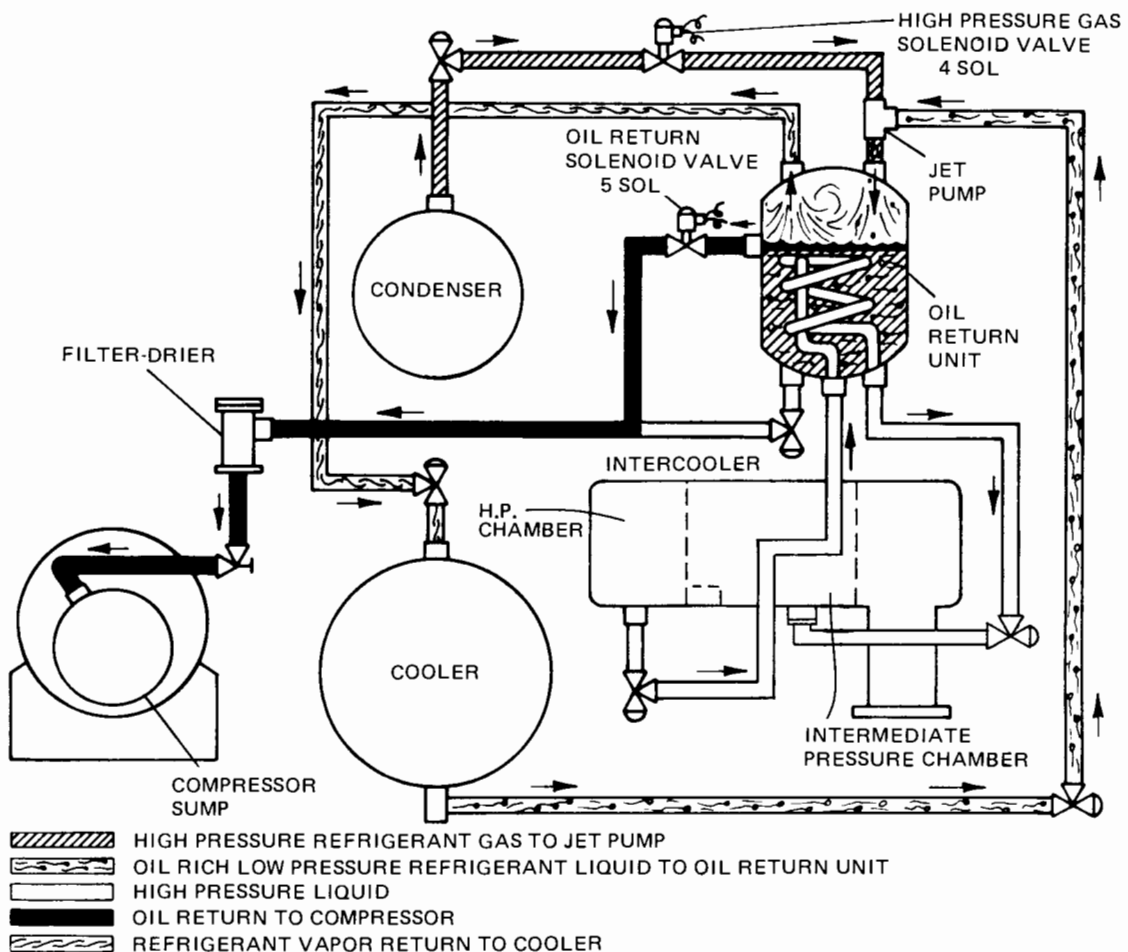 HIGH PRESSURE GAS
SOLENOID VALVE
4 SOL
OIL RETURN
SOLENOID VALVE
5 SOL
JET
PUMP
CONDENSER
OIL
RETURN
UNIT
FILTER-DRIER
INTERCOOLER
H.P.
CHAMBER
COOLER
INTERMEDIATE
PRESSURE CHAMBER
COMPRESSOR
SUMP
HIGH PRESSURE REFRIGERANT GAS TO JET PUMP
OIL RICH LOW PRESSURE REFRIGERANT LIQUID TO OIL RETURN UNIT
HIGH PRESSURE LIQUID
OIL RETURN TO COMPRESSOR
REFRIGERANT VAPOR RETURN TO COOLER